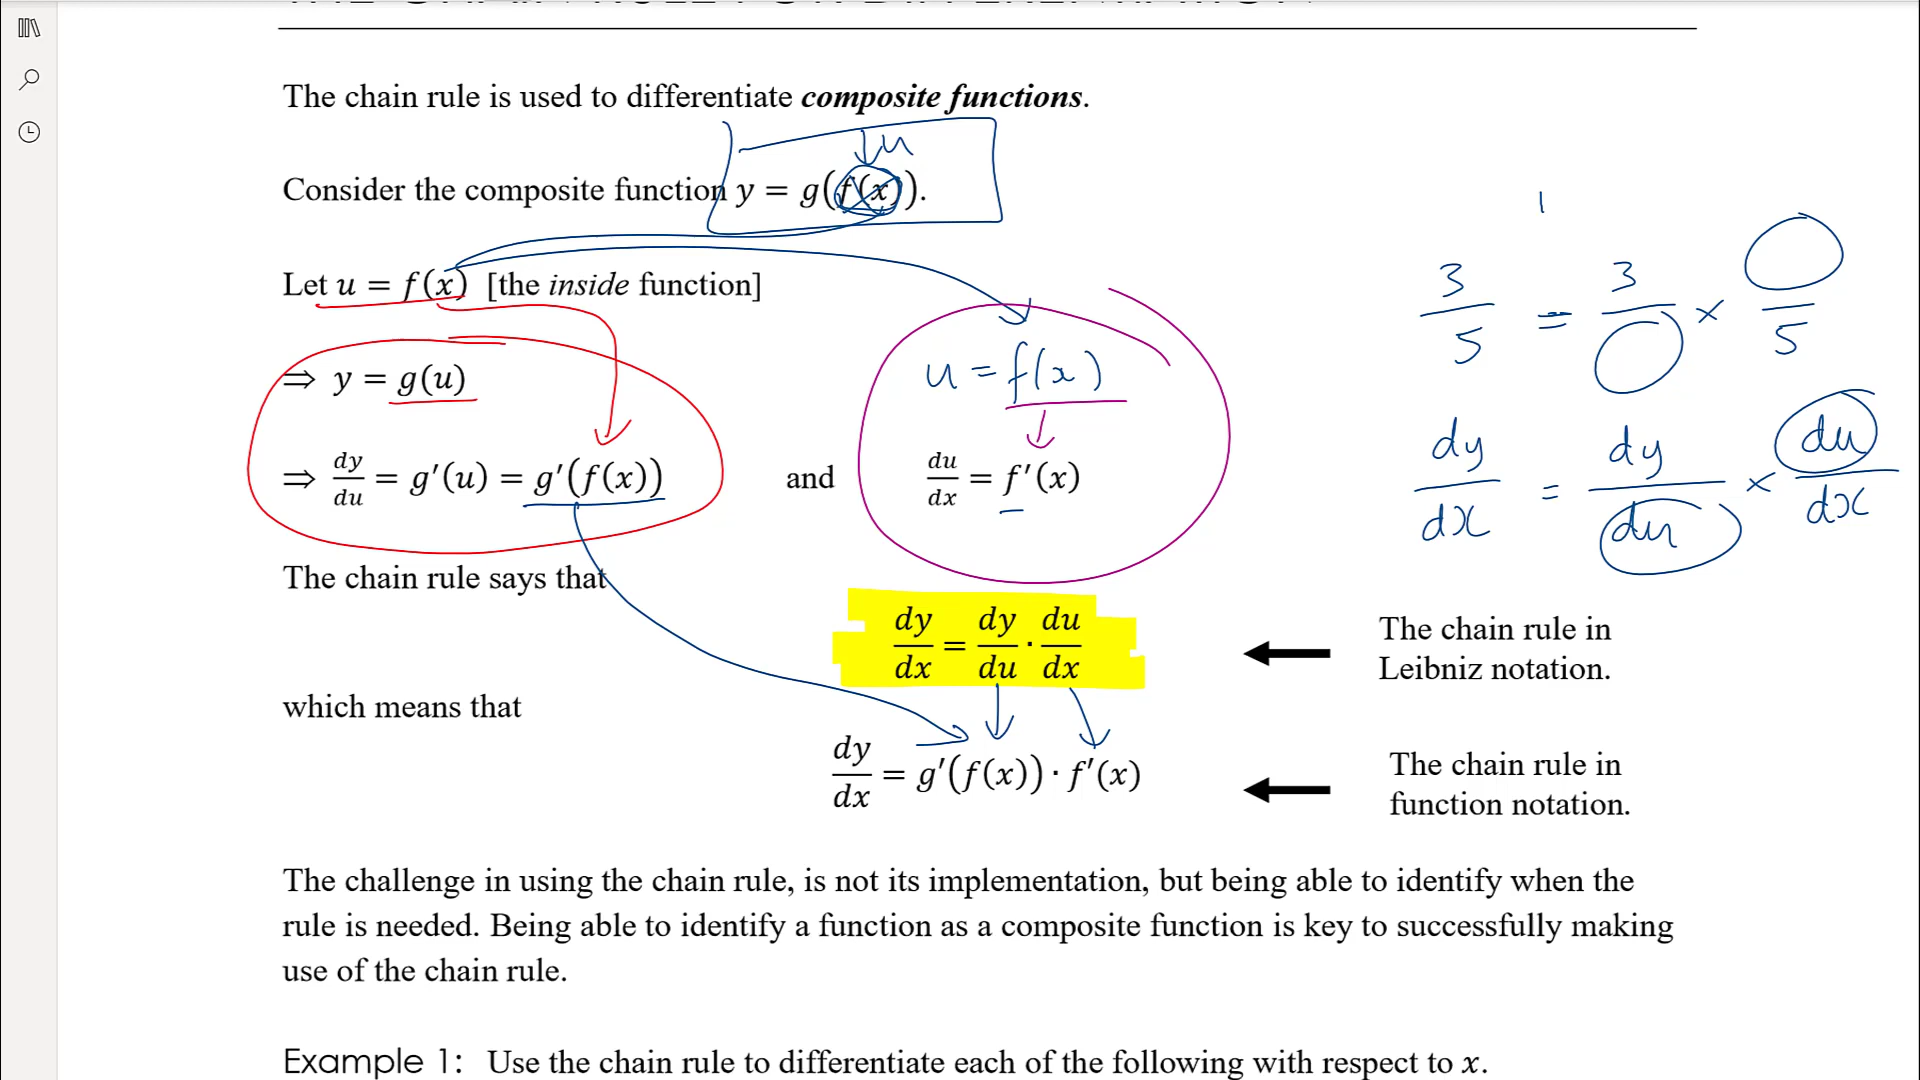 The chain rule is used to differentiate composite functions.
u
Consider the composite function y = g(f(x)).
Let u = f(x) [the inside function]
3/5 = 3/◯ × ◯/5
⇒ y = g(u)
u = f(x)
dy/dx = dy/du × du/dx
⇒ dy/du = g′(u) = g′(f(x)) and du/dx = f′(x)
The chain rule says that
dy/dx = dy/du · du/dx
The chain rule in
Leibniz notation.
which means that
dy/dx = g′(f(x)) · f′(x)
The chain rule in
function notation.
The challenge in using the chain rule, is not its implementation, but being able to identify when the
rule is needed. Being able to identify a function as a composite function is key to successfully making
use of the chain rule.
Example 1: Use the chain rule to differentiate each of the following with respect to x.